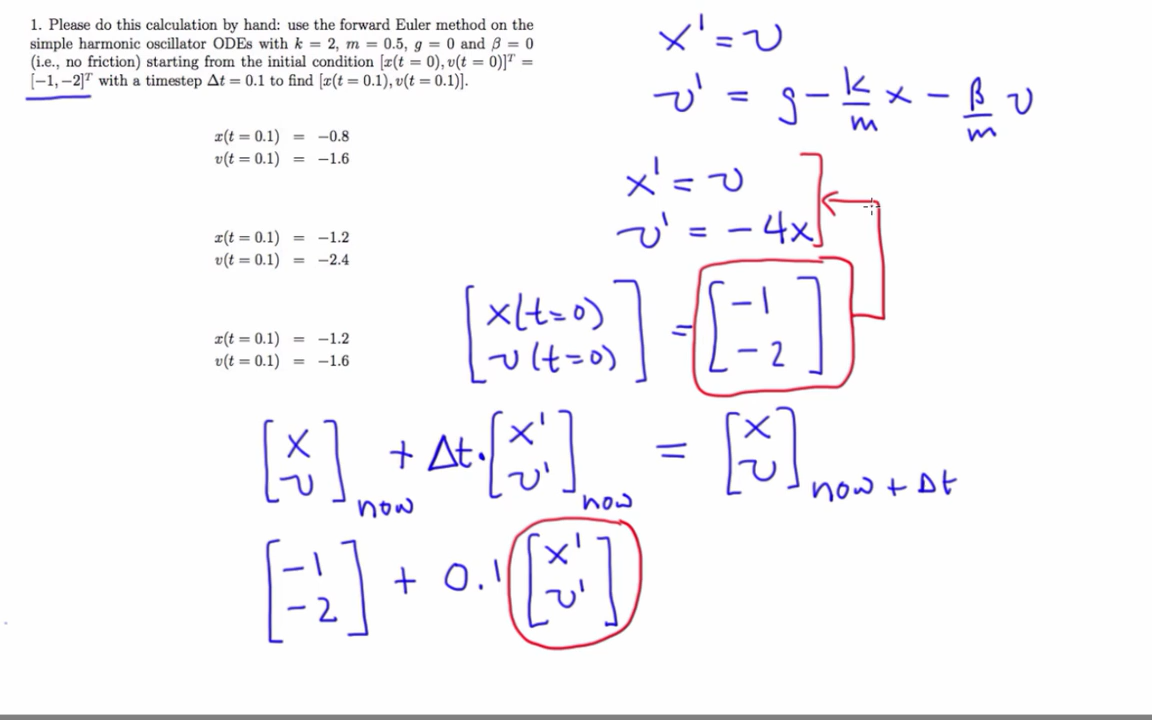 1. Please do this calculation by hand: use the forward Euler method on the
simple harmonic oscillator ODEs with k = 2, m = 0.5, g = 0 and β = 0
(i.e., no friction) starting from the initial condition [x(t = 0), v(t = 0)]ᵀ =
[−1, −2]ᵀ with a timestep Δt = 0.1 to find [x(t = 0.1), v(t = 0.1)].
x(t = 0.1) = −0.8
v(t = 0.1) = −1.6
x(t = 0.1) = −1.2
v(t = 0.1) = −2.4
x(t = 0.1) = −1.2
v(t = 0.1) = −1.6
x' = v
v' = g − k/m x − β/m v
x' = v
v' = − 4x
[x(t=0) v(t=0)] = [−1 −2]
[x v]now + Δt · [x' v']now = [x v]now + Δt
[−1 −2] + 0.1 [x' v']